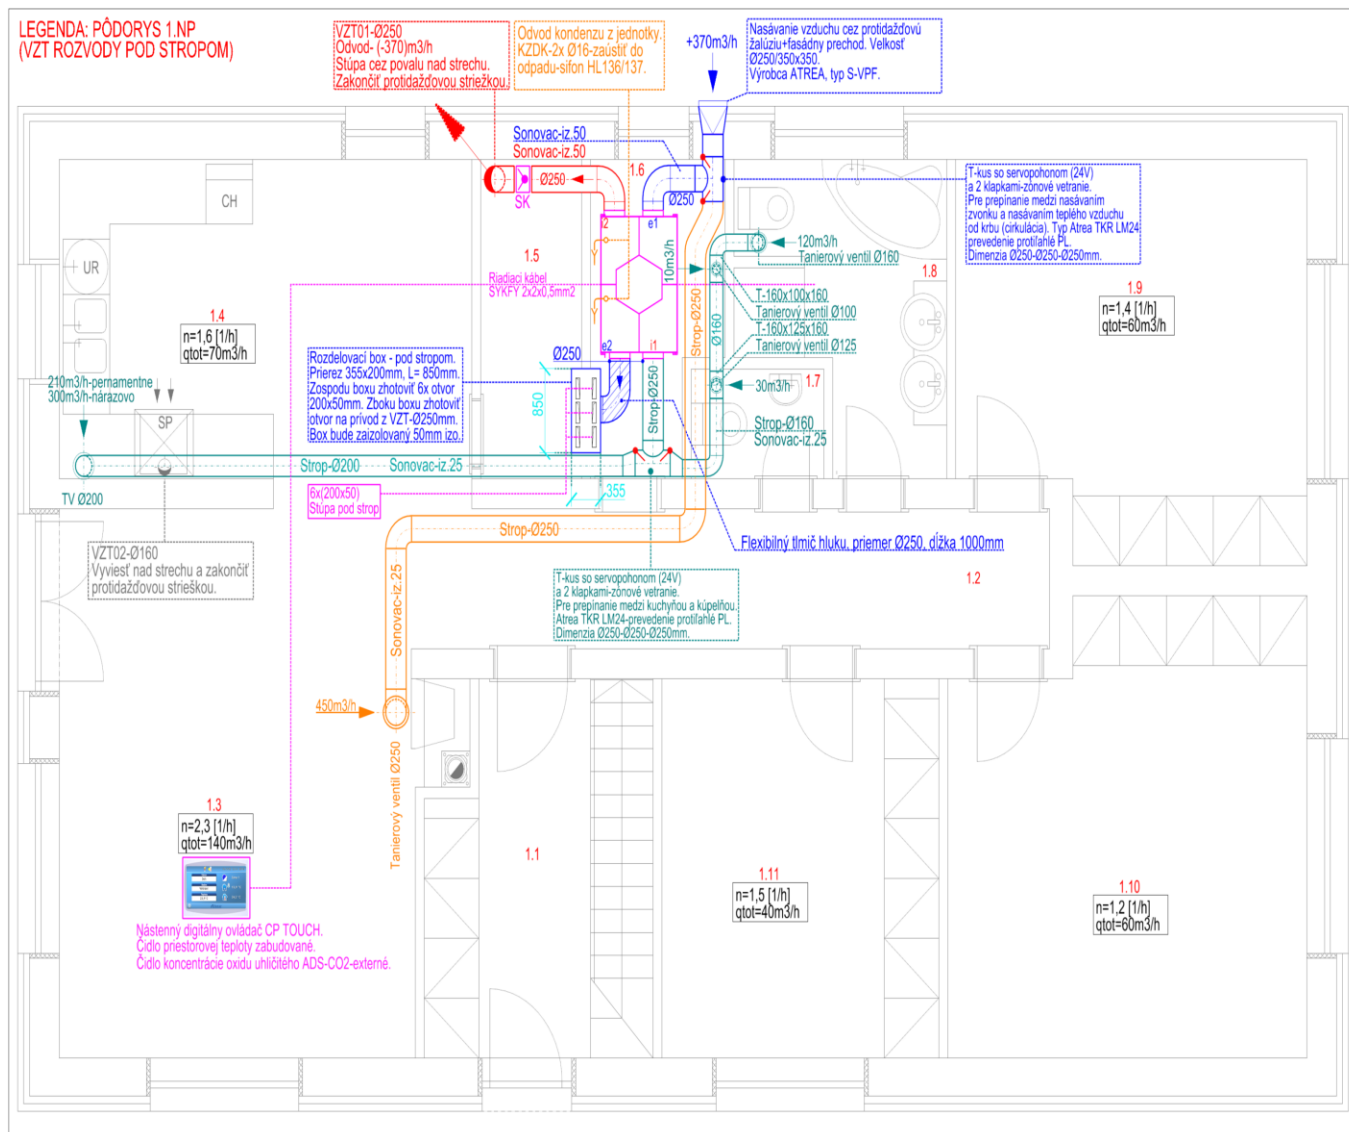 LEGENDA: PÔDORYS 1.NP
(VZT ROZVODY POD STROPOM)
VZT01-Ø250
Odvod- (-370)m3/h
Stúpa cez povalu nad strechu.
Zakončiť protidažďovou striežkou.
Odvod kondenzu z jednotky.
KZDK-2x Ø16-zaústiť do
odpadu-sifon HL136/137.
+370m3/h
Nasávanie vzduchu cez protidažďovú
žalúziu+fasádny prechod. Velkosť
Ø250/350x350.
Výrobca ATREA, typ S-VPF.
Sonovac-iz.50
Sonovac-iz.50
Ø250
SK
1.6
Ø250
i2
e1
T-kus so servopohonom (24V)
a 2 klapkami-zónové vetranie.
Pre prepínanie medzi nasávaním
zvonku a nasávaním teplého vzduchu
od krbu (cirkulácia). Typ Atrea TKR LM24
prevedenie protiľahlé PL.
Dimenzia Ø250-Ø250-Ø250mm.
CH
UR
1.5
Riadiaci kábel
SYKFY 2x2x0,5mm2
10m3/h
120m3/h
Tanierový ventil Ø160
T-160x100x160
Tanierový ventil Ø100
T-160x125x160
Tanierový ventil Ø125
Strop-Ø250
Ø160
1.8
1.9
n=1,4 [1/h]
qtot=60m3/h
1.4
n=1,6 [1/h]
qtot=70m3/h
e2
i1
Ø250
Rozdelovací box - pod stropom.
Prierez 355x200mm, L= 850mm.
Zospodu boxu zhotoviť 6x otvor
200x50mm. Zboku boxu zhotoviť
otvor na prívod z VZT-Ø250mm.
Box bude zaizolovaný 50mm izo.
850
Strop-Ø250
30m3/h
1.7
210m3/h-pernamentne
300m3/h-nárazovo
SP
Strop-Ø160
Sonovac-iz.25
Strop-Ø200
Sonovac-iz.25
TV Ø200
6x(200x50)
Stúpa pod strop
355
Strop-Ø250
Flexibilný tlmič hluku, priemer Ø250, dĺžka 1000mm
VZT02-Ø160
Vyviesť nad strechu a zakončiť
protidažďovou strieškou.
T-kus so servopohonom (24V)
a 2 klapkami-zónové vetranie.
Pre prepínanie medzi kuchyňou a kúpelňou.
Atrea TKR LM24-prevedenie protiľahlé PL.
Dimenzia Ø250-Ø250-Ø250mm.
1.2
Sonovac-iz.25
450m3/h
Tanierový ventil Ø250
1.3
n=2,3 [1/h]
qtot=140m3/h
1.1
1.11
n=1,5 [1/h]
qtot=40m3/h
1.10
n=1,2 [1/h]
qtot=60m3/h
Nástenný digitálny ovládač CP TOUCH.
Čidlo priestorovej teploty zabudované.
Čidlo koncentrácie oxidu uhličitého ADS-CO2-externé.